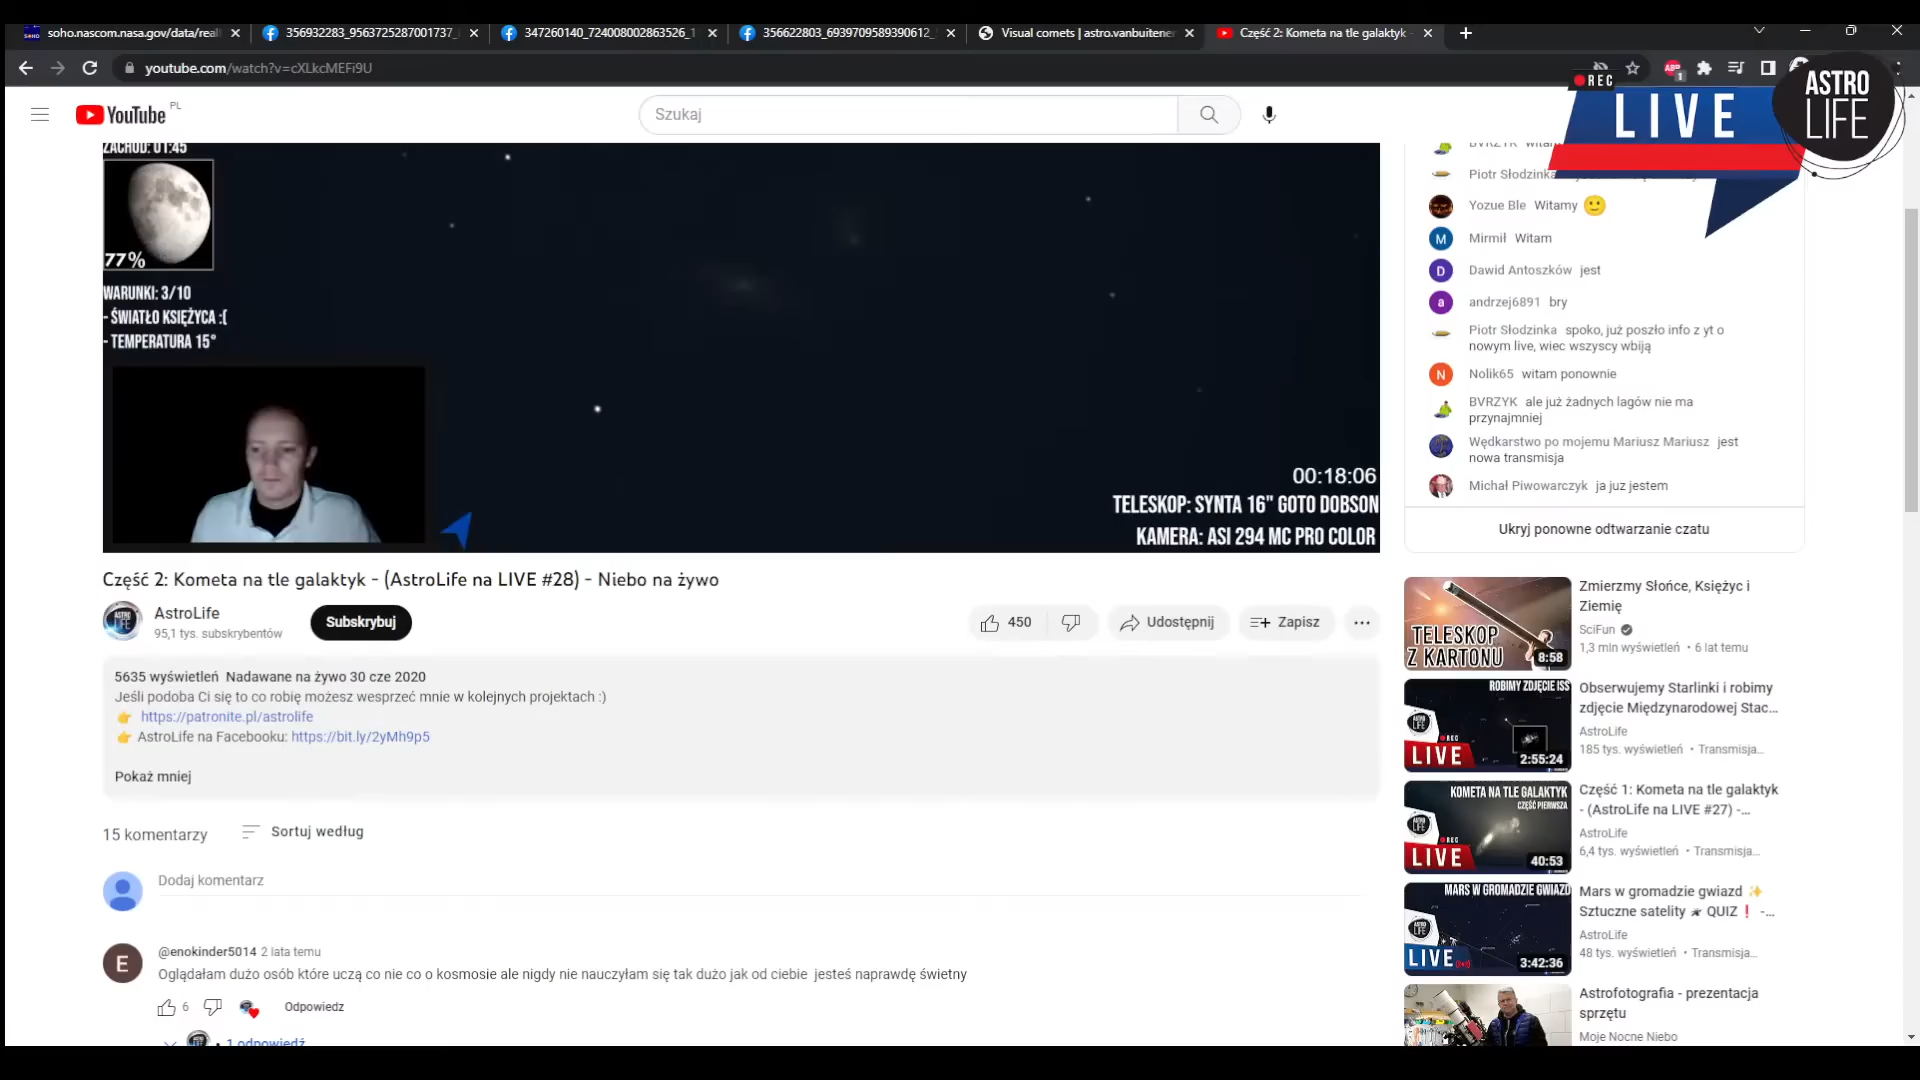 soho.nascom.nasa.gov/data/real
356932283_9563725287001737_
347260140_724008002863526_1
356622803_6939709589390612_
Visual comets | astro.vanbuitener
Część 2: Kometa na tle galaktyk -
youtube.com/watch?v=cXLkcMEFi9U
ABP
1
REC
LIVE
ASTRO
LIFE
YouTube PL
Szukaj
ZACHÓD: 01:45
77%
WARUNKI: 3/10
- ŚWIATŁO KSIĘŻYCA :(
- TEMPERATURA 15°
00:18:06
TELESKOP: SYNTA 16" GOTO DOBSON
KAMERA: ASI 294 MC PRO COLOR
BVRZYK witam
Piotr Słodzinka
Yozue Ble Witamy 🙂
M Mirmił Witam
D Dawid Antoszków jest
a andrzej6891 bry
Piotr Słodzinka spoko, już poszło info z yt o
nowym live, wiec wszyscy wbiją
N Nolik65 witam ponownie
BVRZYK ale już żadnych lagów nie ma
przynajmniej
Wędkarstwo po mojemu Mariusz Mariusz jest
nowa transmisja
Michał Piwowarczyk ja juz jestem
Ukryj ponowne odtwarzanie czatu
Część 2: Kometa na tle galaktyk - (AstroLife na LIVE #28) - Niebo na żywo
AstroLife
95,1 tys. subskrybentów
Subskrybuj
450
Udostępnij
Zapisz
5635 wyświetleń Nadawane na żywo 30 cze 2020
Jeśli podoba Ci się to co robię możesz wesprzeć mnie w kolejnych projektach :)
👉 https://patronite.pl/astrolife
👉 AstroLife na Facebooku: https://bit.ly/2yMh9p5
Pokaż mniej
15 komentarzy
Sortuj według
Dodaj komentarz
E
@enokinder5014 2 lata temu
Oglądałam dużo osób które uczą co nie co o kosmosie ale nigdy nie nauczyłam się tak dużo jak od ciebie jesteś naprawdę świetny
6
Odpowiedz
1 odpowiedź
TELESKOP
Z KARTONU
8:58
Zmierzmy Słońce, Księżyc i
Ziemię
SciFun
1,3 mln wyświetleń • 6 lat temu
ROBIMY ZDJĘCIE ISS
REC
LIVE
2:55:24
Obserwujemy Starlinki i robimy
zdjęcie Międzynarodowej Stac...
AstroLife
185 tys. wyświetleń • Transmisja...
KOMETA NA TLE GALAKTYK
CZĘŚĆ PIERWSZA
REC
LIVE
40:53
Część 1: Kometa na tle galaktyk
- (AstroLife na LIVE #27) -...
AstroLife
6,4 tys. wyświetleń • Transmisja...
MARS W GROMADZIE GWIAZD
LIVE
3:42:36
Mars w gromadzie gwiazd ✨
Sztuczne satelity 🛰 QUIZ❗ -...
AstroLife
48 tys. wyświetleń • Transmisja...
Astrofotografia - prezentacja
sprzętu
Moje Nocne Niebo